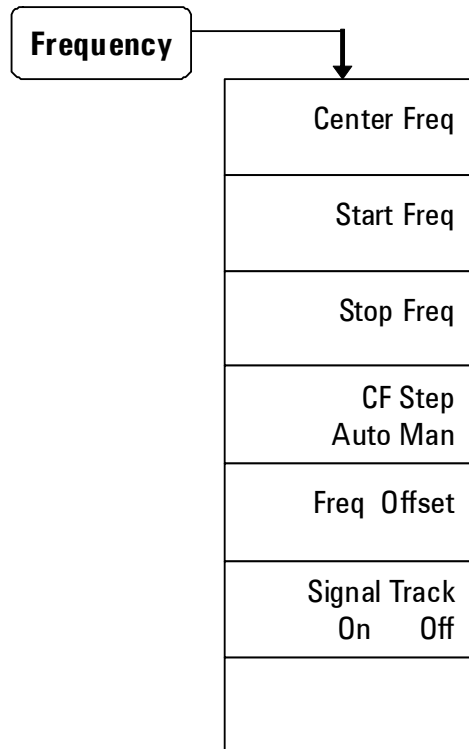 Frequency
Center Freq
Start Freq
Stop Freq
CF Step
Auto Man
Freq Offset
Signal Track
On Off